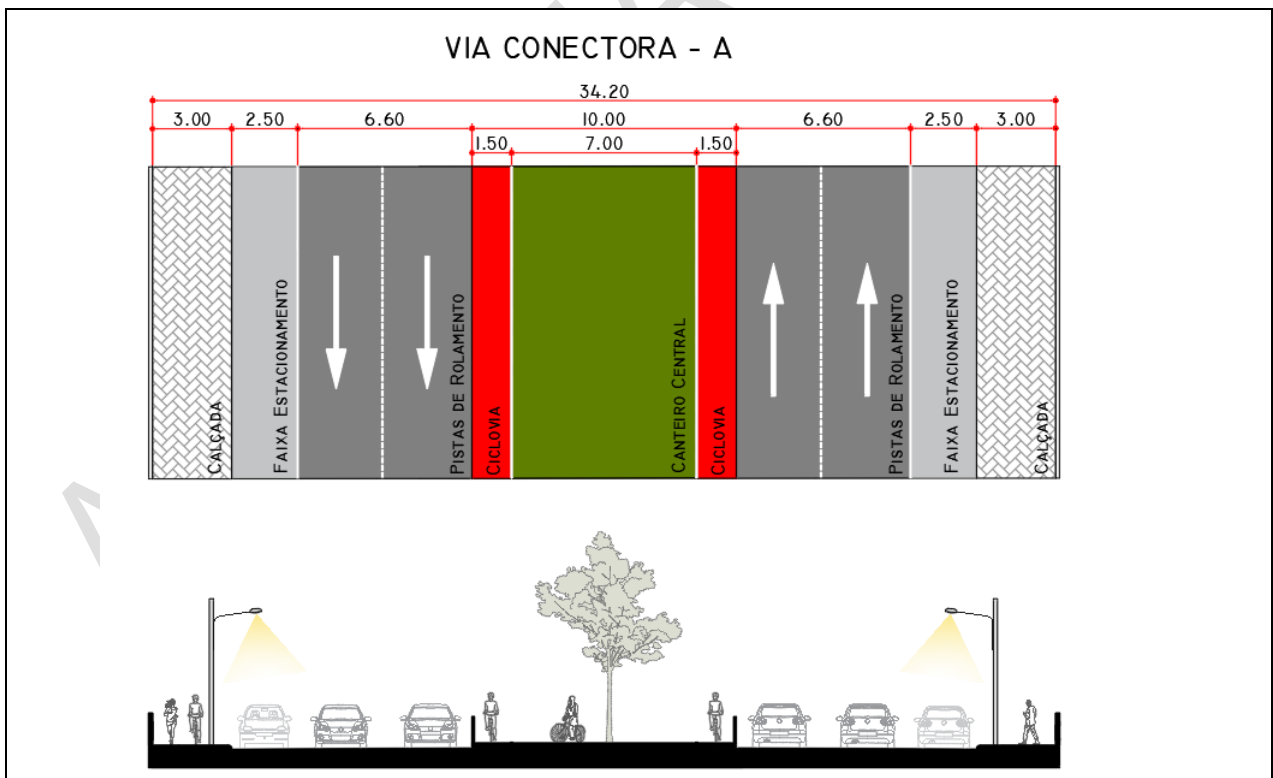 VIA CONECTORA - A
34.20
3.00 2.50 6.60 10.00 6.60 2.50 3.00
1.50 7.00 1.50
CALÇADA
FAIXA ESTACIONAMENTO
PISTAS DE ROLAMENTO
CICLOVIA
CANTEIRO CENTRAL
CICLOVIA
PISTAS DE ROLAMENTO
FAIXA ESTACIONAMENTO
CALÇADA